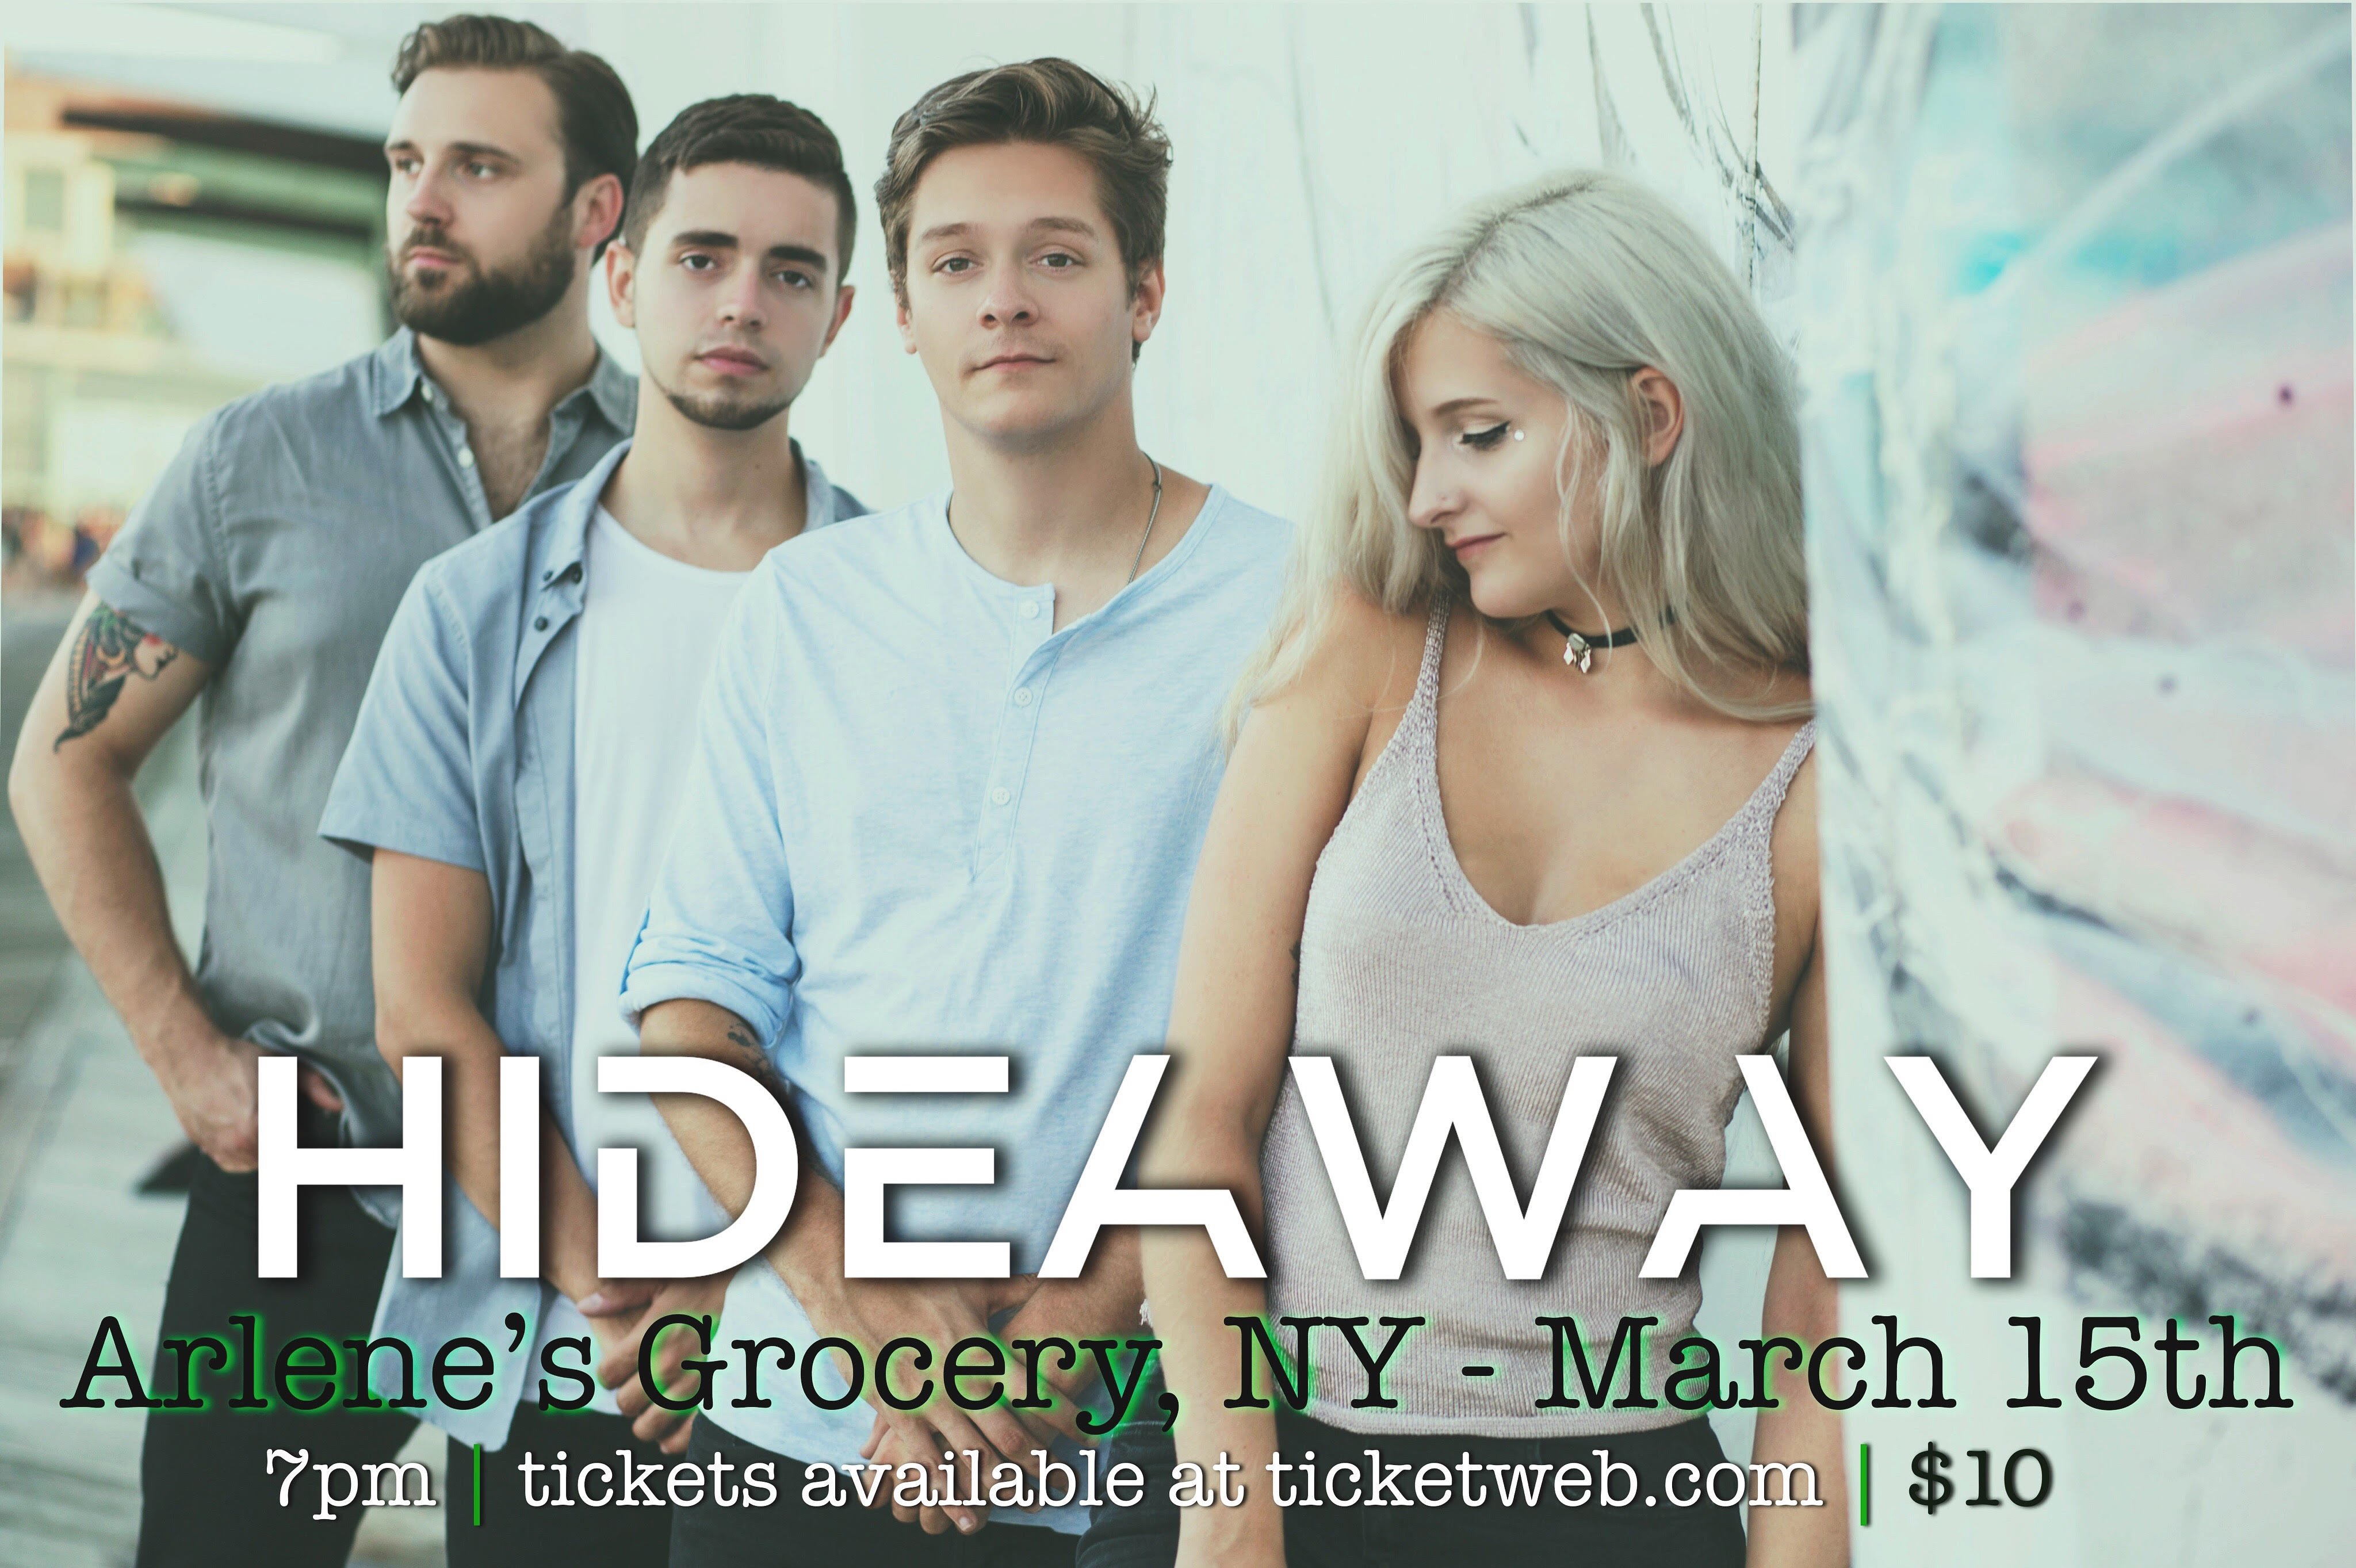 HIDEAWAY
Arlene’s Grocery, NY - March 15th
7pm | tickets available at ticketweb.com | $10